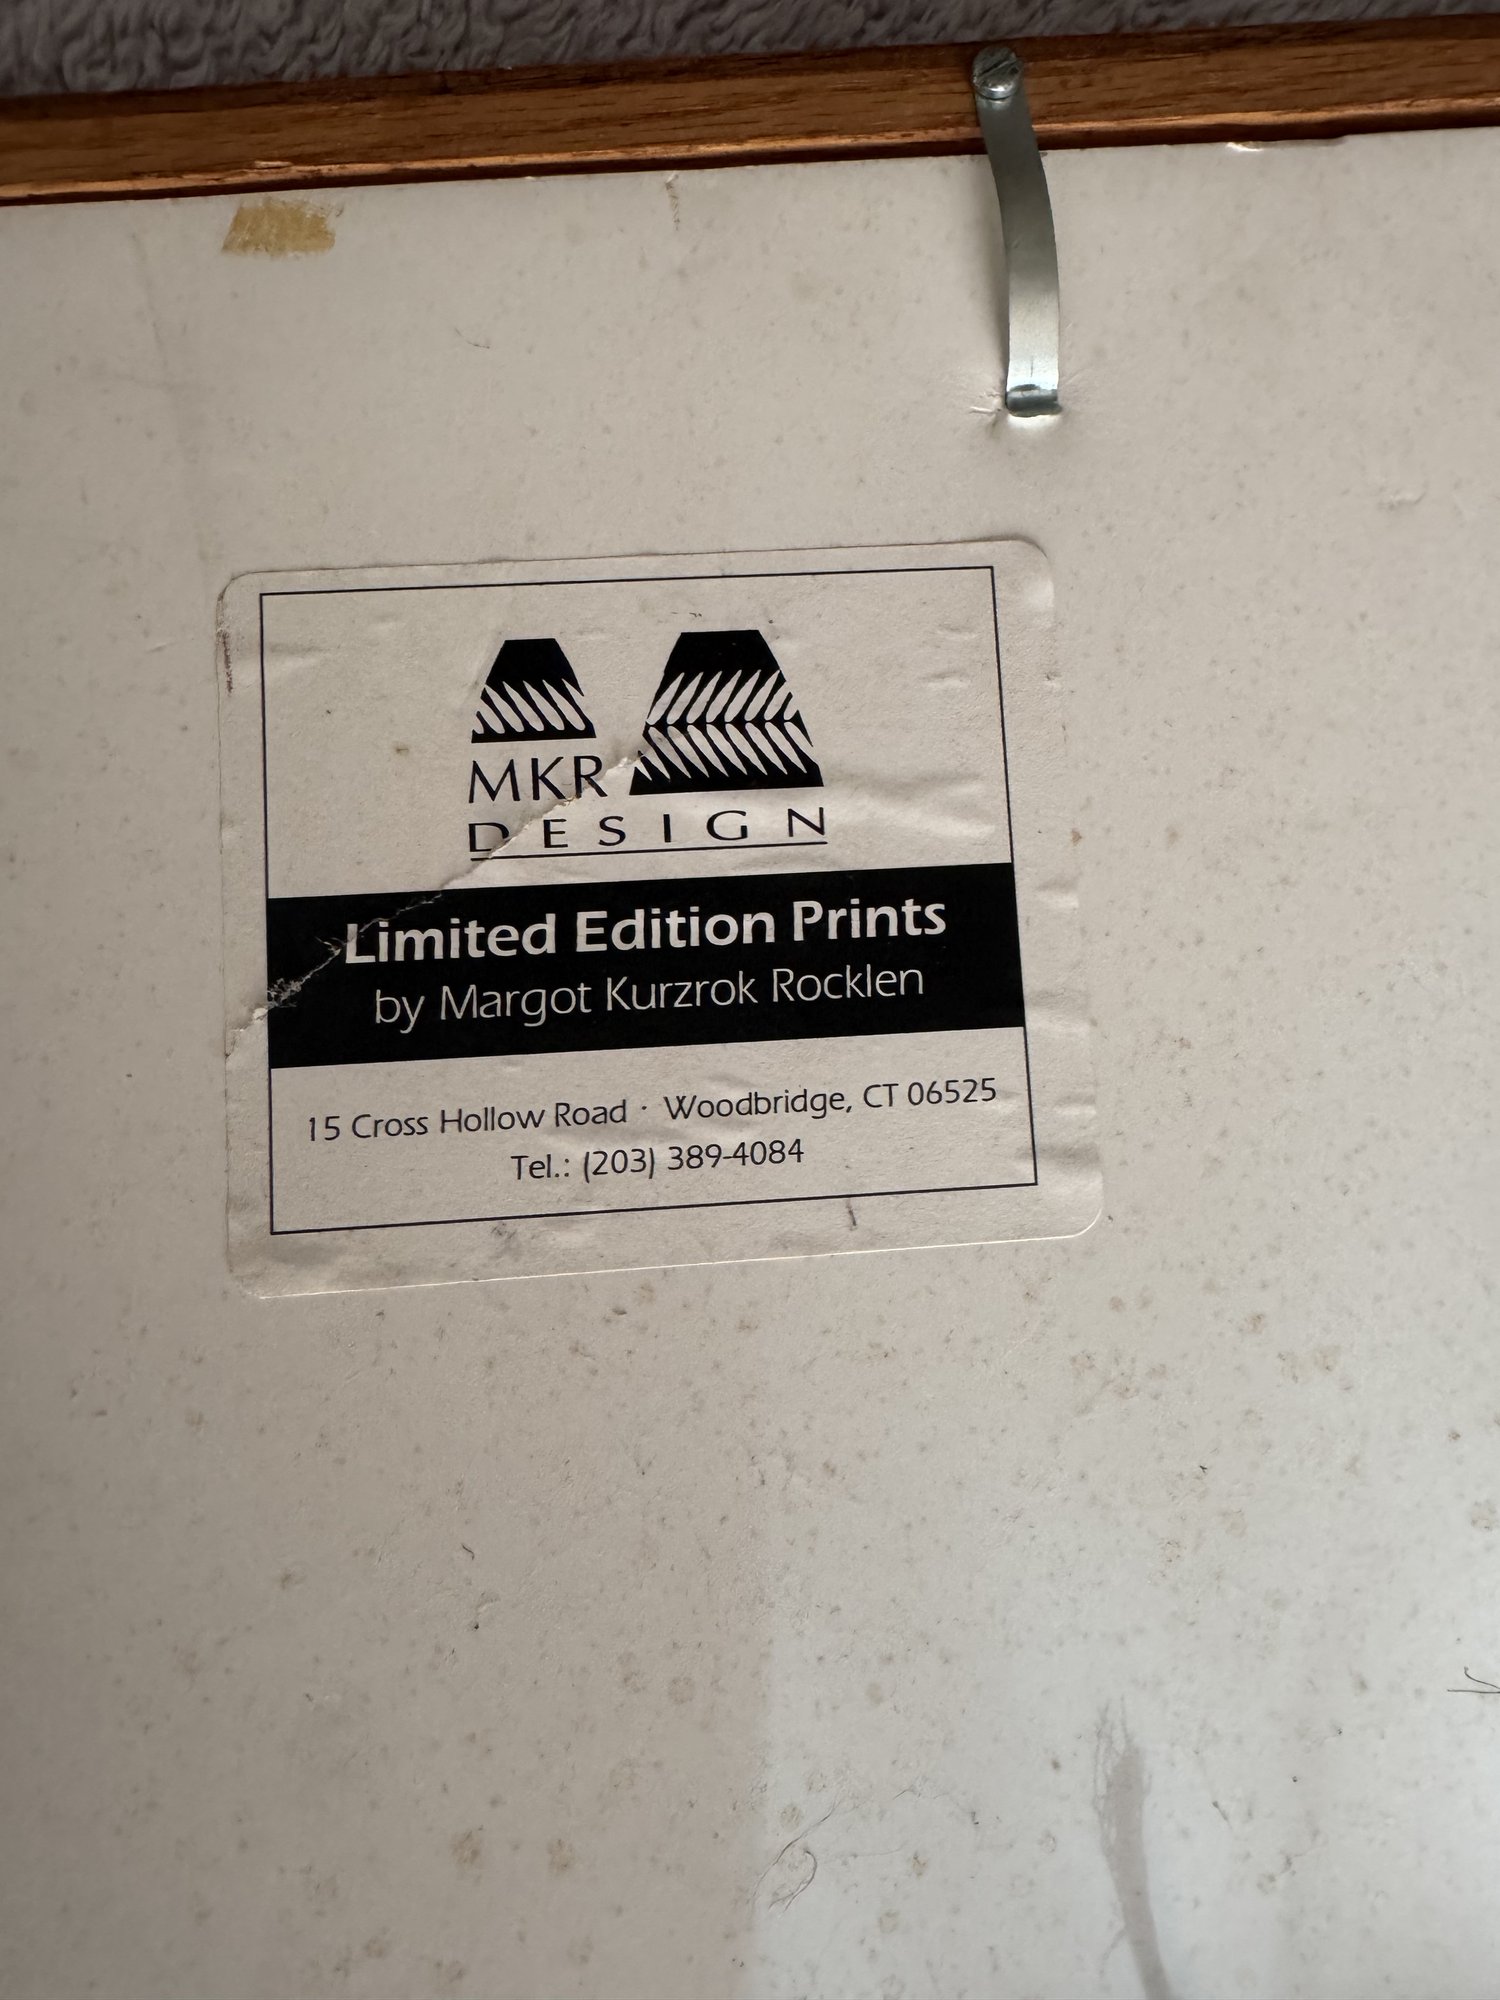 MKR
DESIGN
Limited Edition Prints
by Margot Kurzrok Rocklen
15 Cross Hollow Road · Woodbridge, CT 06525
Tel.: (203) 389-4084